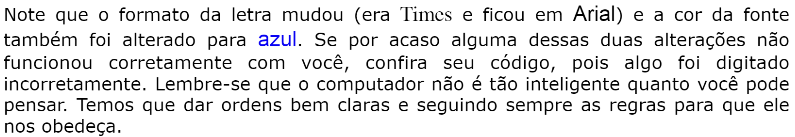 Note que o formato da letra mudou (era Times e ficou em Arial) e a cor da fonte
também foi alterado para azul. Se por acaso alguma dessas duas alterações não
funcionou corretamente com você, confira seu código, pois algo foi digitado
incorretamente. Lembre-se que o computador não é tão inteligente quanto você pode
pensar. Temos que dar ordens bem claras e seguindo sempre as regras para que ele
nos obedeça.